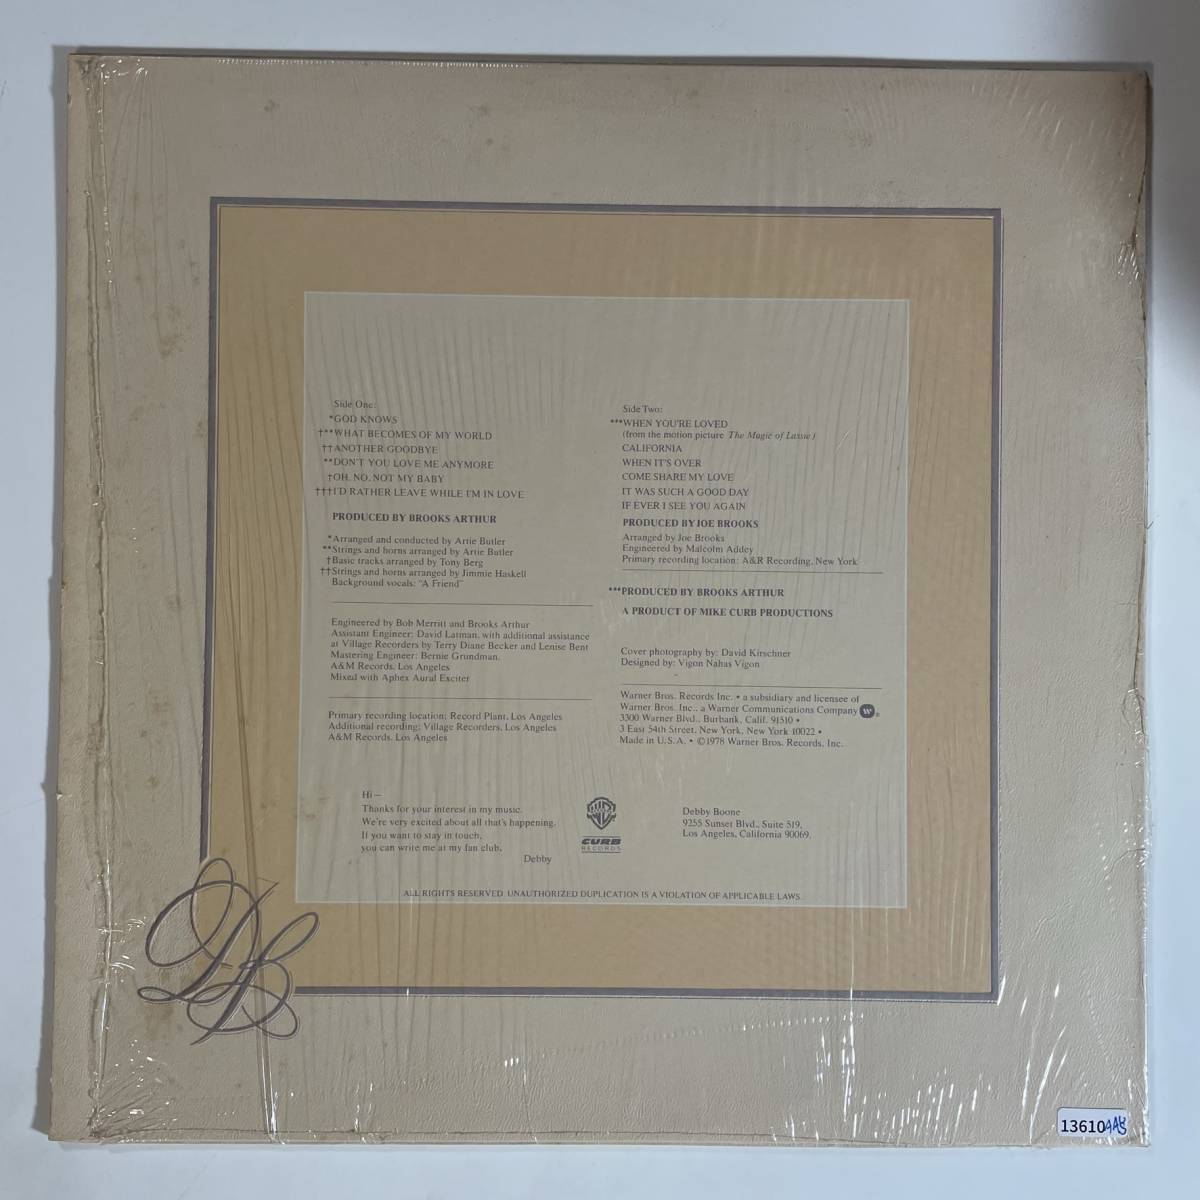 Side One:
*GOD KNOWS
†**WHAT BECOMES OF MY WORLD
††ANOTHER GOODBYE
**DON'T YOU LOVE ME ANYMORE
†OH, NO, NOT MY BABY
†††I'D RATHER LEAVE WHILE I'M IN LOVE
PRODUCED BY BROOKS ARTHUR
*Arranged and conducted by Artie Butler
**Strings and horns arranged by Artie Butler
†Basic tracks arranged by Tony Berg
††Strings and horns arranged by Jimmie Haskell
Background vocals: "A Friend"
Engineered by Bob Merritt and Brooks Arthur
Assistant Engineer: David Latman, with additional assistance
at Village Recorders by Terry Diane Becker and Lenise Bent
Mastering Engineer: Bernie Grundman,
A&M Records, Los Angeles
Mixed with Aphex Aural Exciter
Primary recording location: Record Plant, Los Angeles
Additional recording: Village Recorders, Los Angeles
A&M Records, Los Angeles
Side Two:
***WHEN YOU'RE LOVED
(from the motion picture The Magic of Lassie)
CALIFORNIA
WHEN IT'S OVER
COME SHARE MY LOVE
IT WAS SUCH A GOOD DAY
IF EVER I SEE YOU AGAIN
PRODUCED BY JOE BROOKS
Arranged by Joe Brooks
Engineered by Malcolm Addey
Primary recording location: A&R Recording, New York
***PRODUCED BY BROOKS ARTHUR
A PRODUCT OF MIKE CURB PRODUCTIONS
Cover photography by: David Kirschner
Designed by: Vigon Nahas Vigon
Warner Bros. Records Inc. • a subsidiary and licensee of
Warner Bros. Inc., a Warner Communications Company ®
3300 Warner Blvd., Burbank, Calif. 91510 •
3 East 54th Street, New York, New York 10022 •
Made in U.S.A. • ©1978 Warner Bros. Records, Inc.
Hi—
Thanks for your interest in my music.
We're very excited about all that's happening.
If you want to stay in touch,
you can write me at my fan club.
Debby
CURB
RECORDS
Debby Boone
9255 Sunset Blvd., Suite 519,
Los Angeles, California 90069.
ALL RIGHTS RESERVED. UNAUTHORIZED DUPLICATION IS A VIOLATION OF APPLICABLE LAWS.
DB
13610